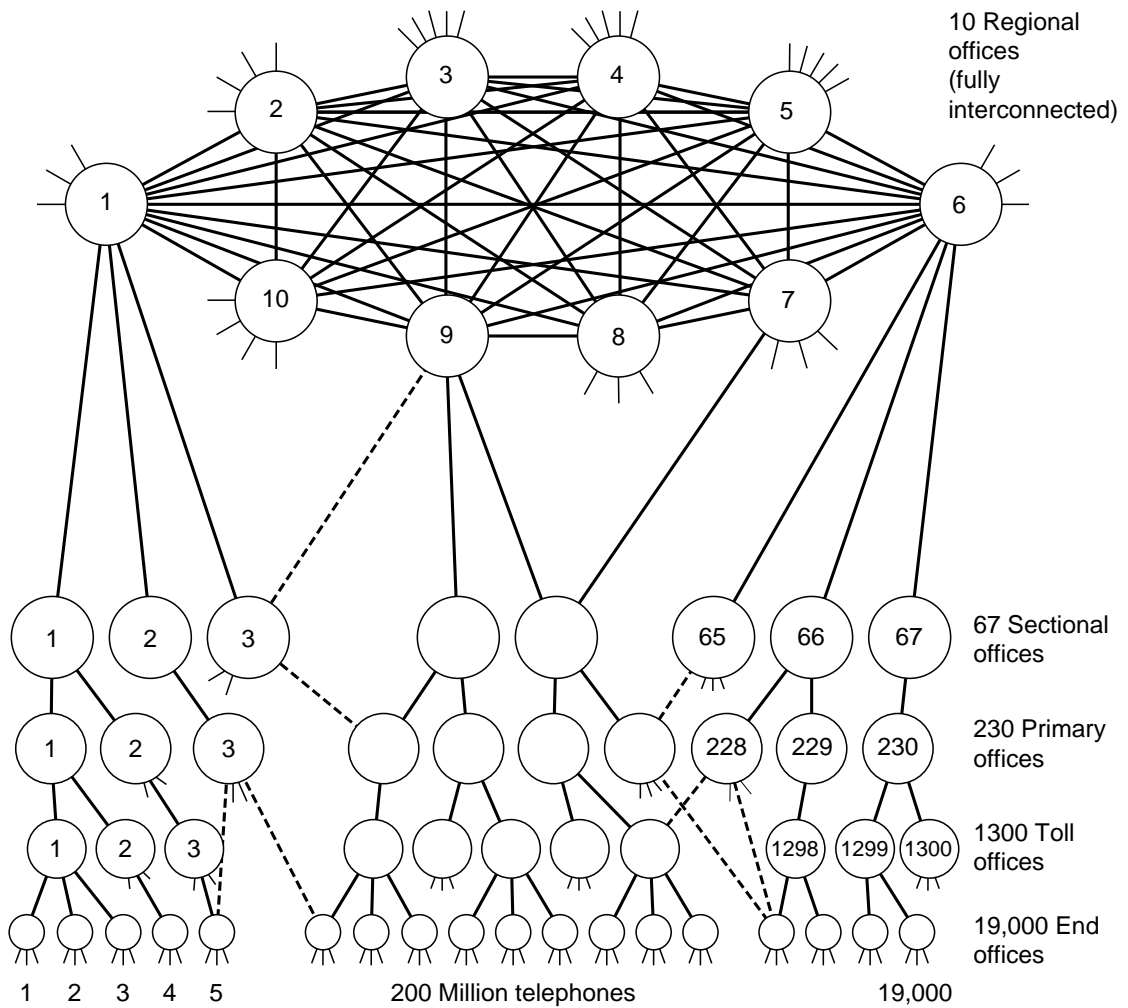 10 Regional
offices
(fully
interconnected)
3
4
2
5
1
6
10
7
9
8
1
2
3
65
66
67
67 Sectional
offices
1
2
3
228
229
230
230 Primary
offices
1
2
3
1298
1299
1300
1300 Toll
offices
19,000 End
offices
1
2
3
4
5
200 Million telephones
19,000